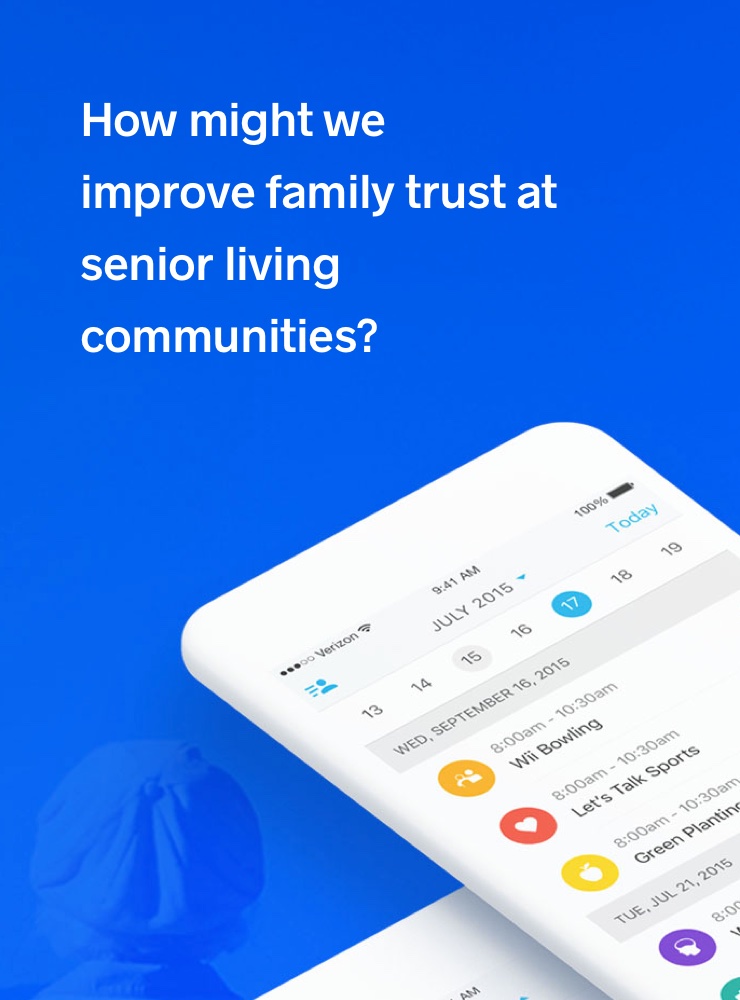 How might we
improve family trust at
senior living
communities?
100%
Verizon
9:41 AM
Today
JULY 2015
13 14 15 16 17 18 19
WED, SEPTEMBER 16, 2015
8:00am - 10:30am
Wii Bowling
8:00am - 10:30am
Let's Talk Sports
8:00am - 10:30am
Green Planting
TUE, JUL 21, 2015
8:00
AM